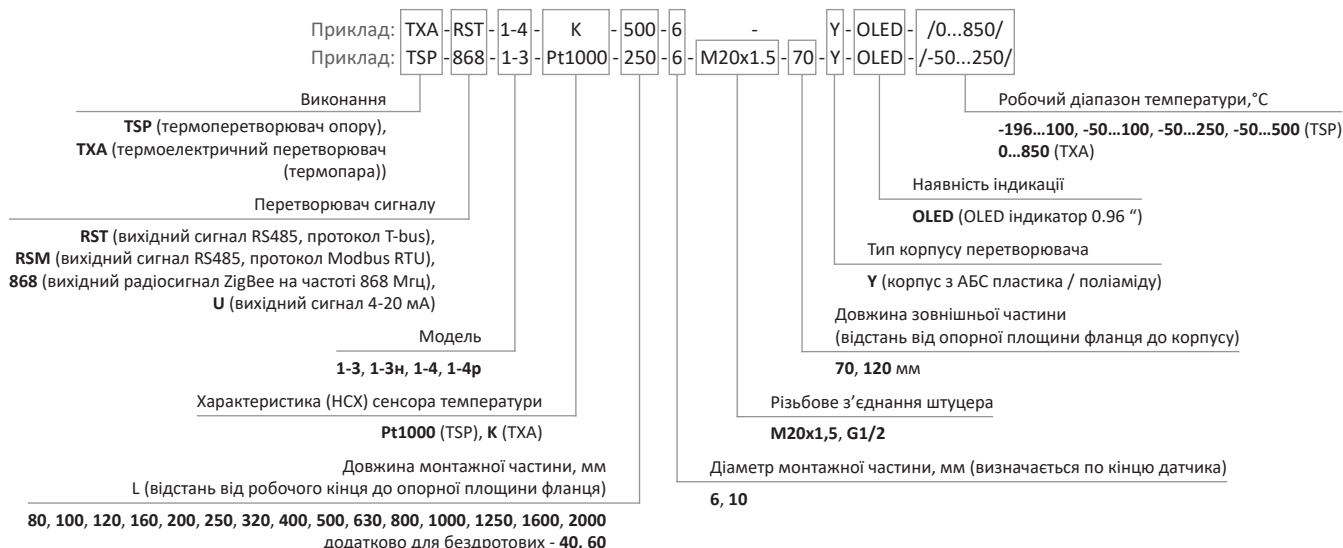 Приклад: TXA-RST-1-4- K -500-6 - Y-OLED- /0...850/
Приклад: TSP-868-1-3-Pt1000-250-6-M20x1.5-70-Y-OLED-/-50...250/
Виконання
TSP (термоперетворювач опору),
TXA (термоелектричний перетворювач
(термопара))
Перетворювач сигналу
RST (вихідний сигнал RS485, протокол T-bus),
RSM (вихідний сигнал RS485, протокол Modbus RTU),
868 (вихідний радіосигнал ZigBee на частоті 868 Мгц),
U (вихідний сигнал 4-20 мА)
Модель
1-3, 1-3н, 1-4, 1-4р
Характеристика (НСХ) сенсора температури
Pt1000 (TSP), K (TXA)
Довжина монтажної частини, мм
L (відстань від робочого кінця до опорної площини фланця)
80, 100, 120, 160, 200, 250, 320, 400, 500, 630, 800, 1000, 1250, 1600, 2000
додатково для бездротових - 40, 60
Робочий діапазон температури,°C
-196...100, -50...100, -50...250, -50...500 (TSP)
0...850 (TXA)
Наявність індикації
OLED (OLED індикатор 0.96 “)
Тип корпусу перетворювача
Y (корпус з АБС пластика / поліаміду)
Довжина зовнішньої частини
(відстань від опорної площини фланця до корпусу)
70, 120 мм
Різьбове з’єднання штуцера
M20x1,5, G1/2
Діаметр монтажної частини, мм (визначається по кінцю датчика)
6, 10